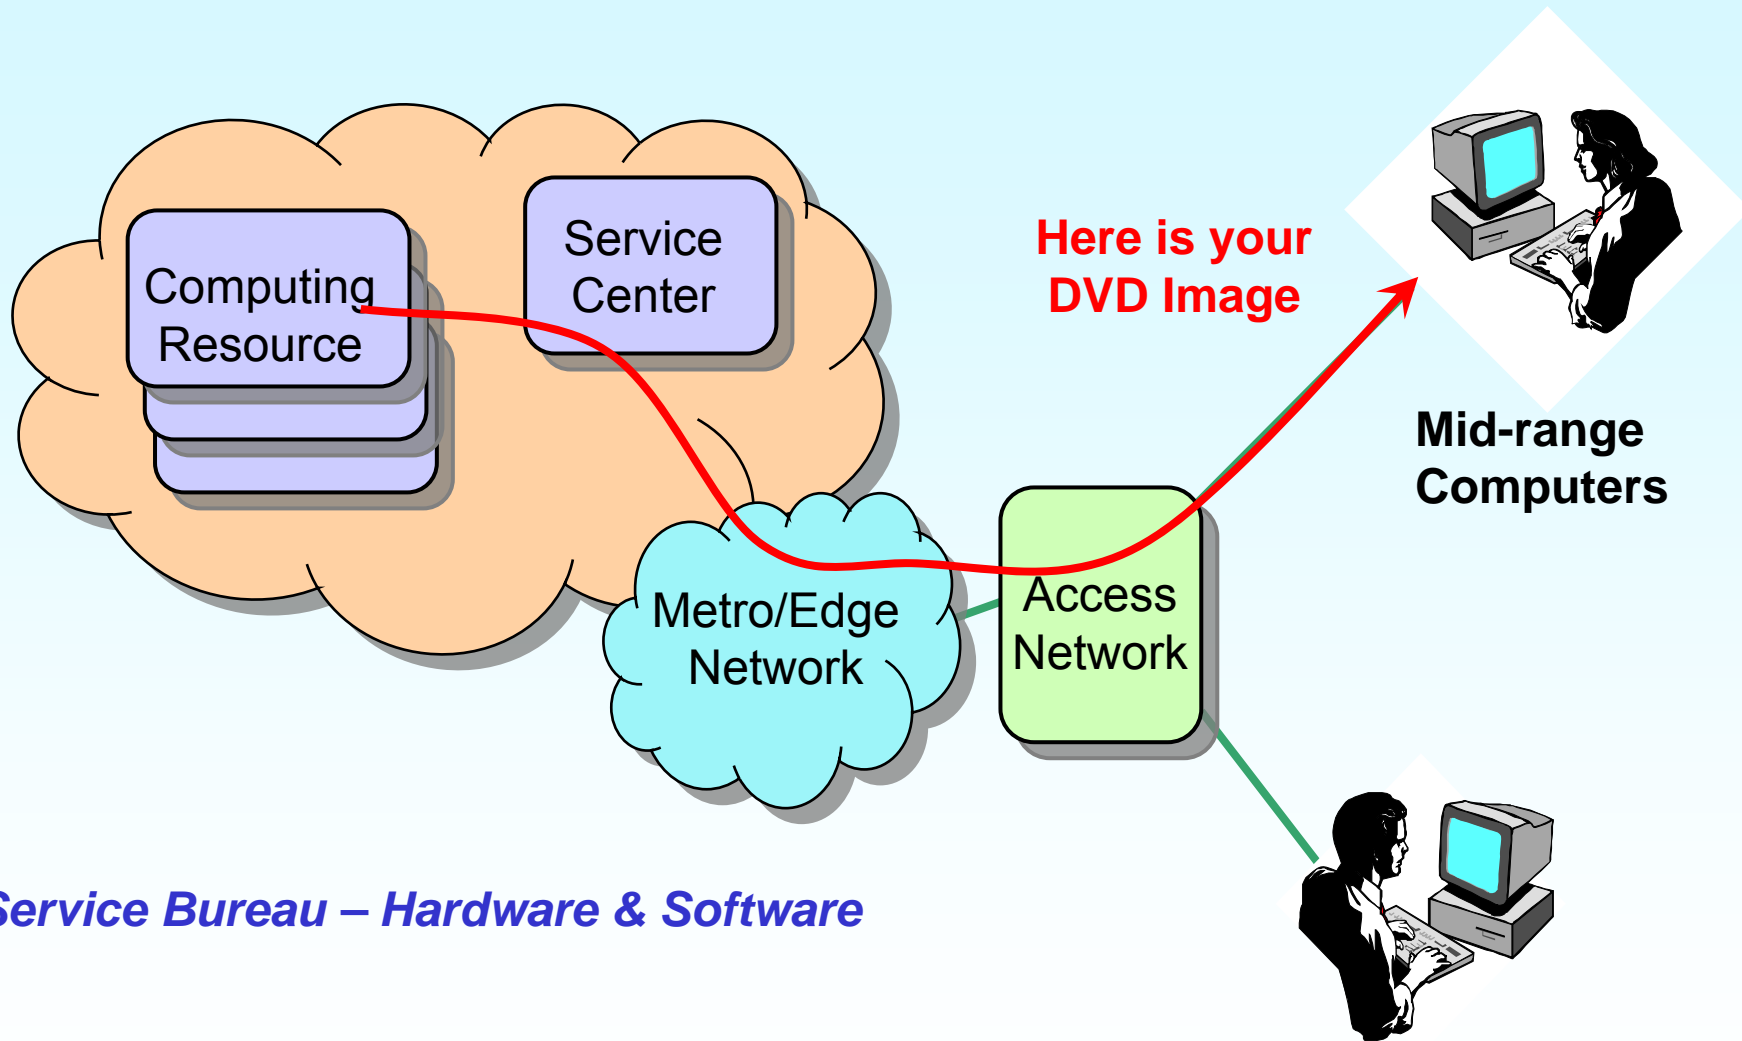 Computing
Resource
Service
Center
Here is your
DVD Image
Mid-range
Computers
Metro/Edge
Network
Access
Network
Service Bureau – Hardware & Software